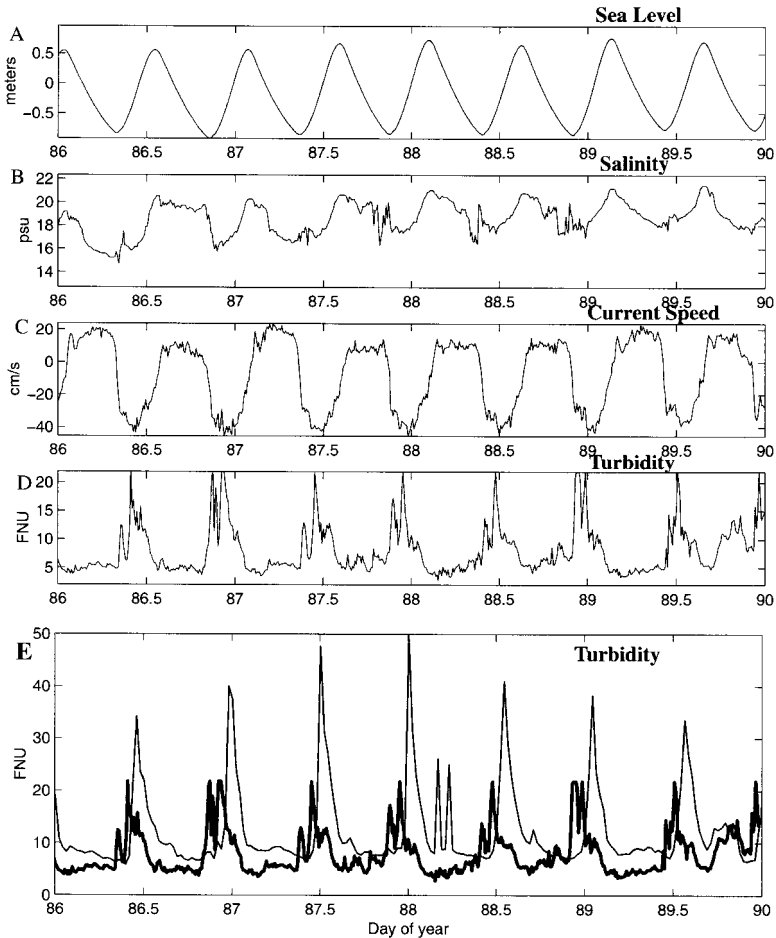 Sea Level
A
0.5
0
−0.5
meters
86 86.5 87 87.5 88 88.5 89 89.5 90
Salinity
B
22
20
18
16
14
psu
86 86.5 87 87.5 88 88.5 89 89.5 90
Current Speed
C
20
0
−20
−40
cm/s
86 86.5 87 87.5 88 88.5 89 89.5 90
Turbidity
D
20
15
10
5
FNU
86 86.5 87 87.5 88 88.5 89 89.5 90
E
Turbidity
50
40
30
20
10
0
FNU
86 86.5 87 87.5 88 88.5 89 89.5 90
Day of year